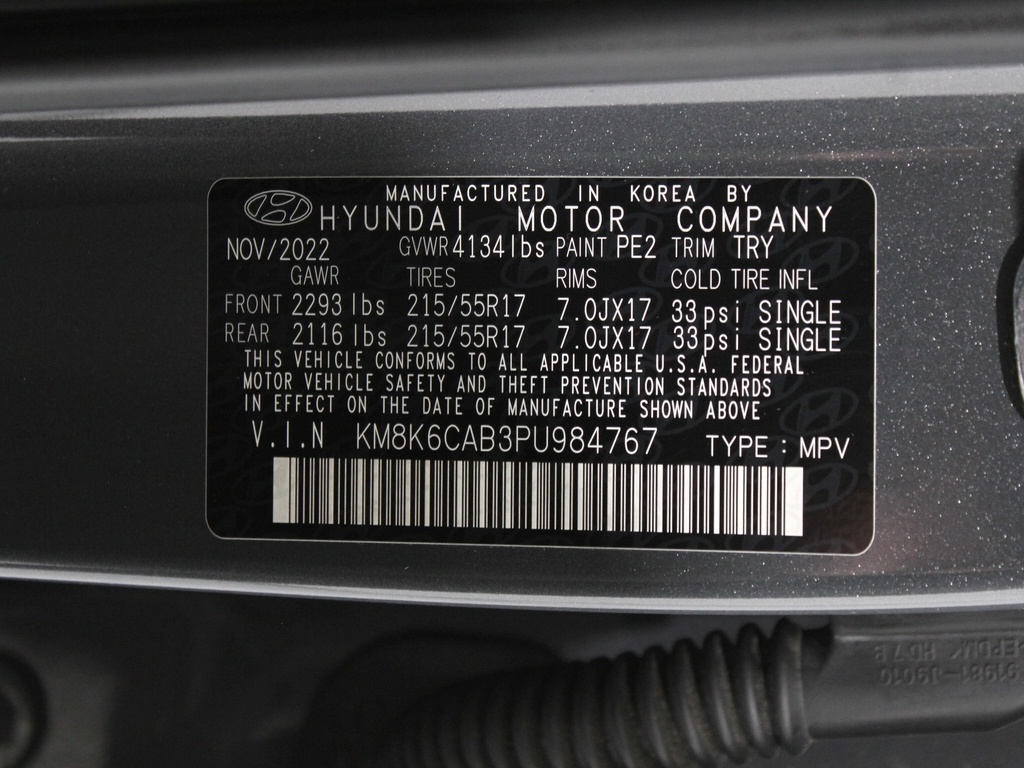 MANUFACTURED IN KOREA BY
HYUNDAI MOTOR COMPANY
NOV/2022 GVWR 4134lbs PAINT PE2 TRIM TRY
GAWR TIRES RIMS COLD TIRE INFL
FRONT 2293 lbs 215/55R17 7.0JX17 33psi SINGLE
REAR 2116 lbs 215/55R17 7.0JX17 33psi SINGLE
THIS VEHICLE CONFORMS TO ALL APPLICABLE U.S.A. FEDERAL
MOTOR VEHICLE SAFETY AND THEFT PREVENTION STANDARDS
IN EFFECT ON THE DATE OF MANUFACTURE SHOWN ABOVE
V.I.N KM8K6CAB3PU984767 TYPE : MPV
91981-J9010